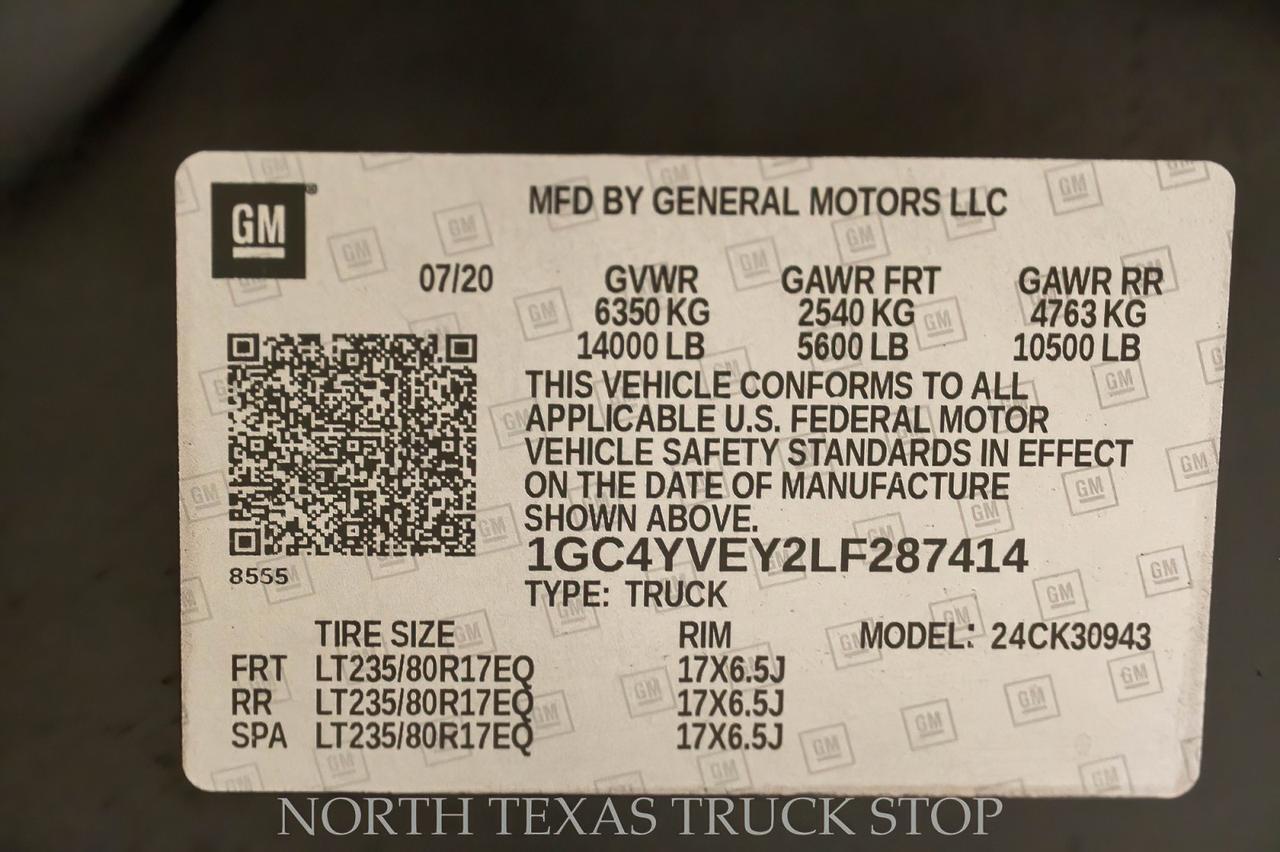 GM
MFD BY GENERAL MOTORS LLC
07/20 GVWR GAWR FRT GAWR RR
6350 KG 2540 KG 4763 KG
14000 LB 5600 LB 10500 LB
THIS VEHICLE CONFORMS TO ALL
APPLICABLE U.S. FEDERAL MOTOR
VEHICLE SAFETY STANDARDS IN EFFECT
ON THE DATE OF MANUFACTURE
SHOWN ABOVE.
1GC4YVEY2LF287414
8555
TYPE: TRUCK
TIRE SIZE RIM MODEL: 24CK30943
FRT LT235/80R17EQ 17X6.5J
RR LT235/80R17EQ 17X6.5J
SPA LT235/80R17EQ 17X6.5J
NORTH TEXAS TRUCK STOP